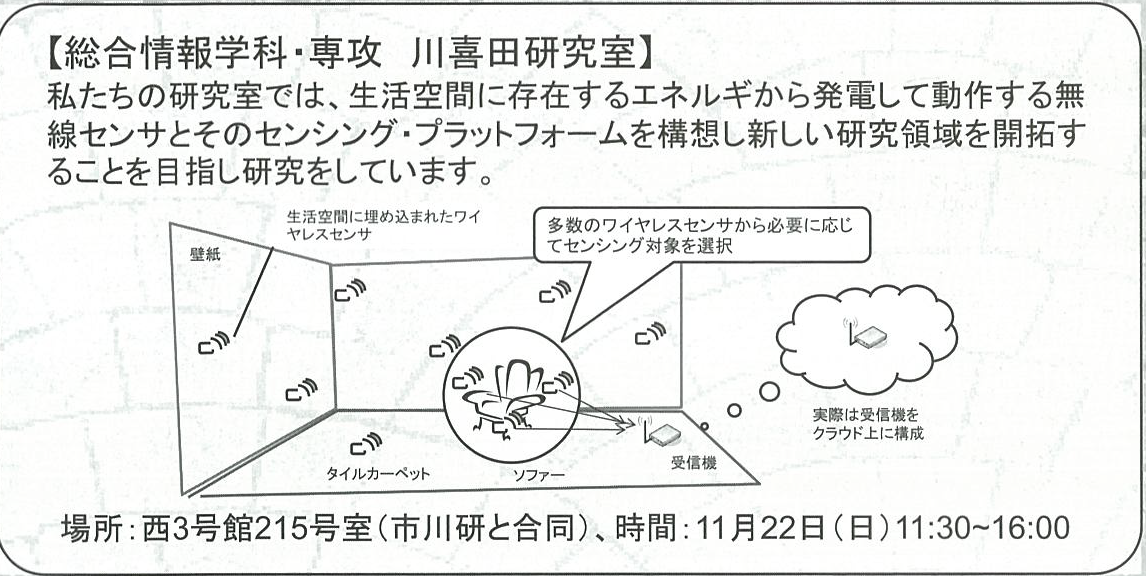 【総合情報学科・専攻　川喜田研究室】
私たちの研究室では、生活空間に存在するエネルギから発電して動作する無
線センサとそのセンシング・プラットフォームを構想し新しい研究領域を開拓す
ることを目指し研究をしています。
生活空間に埋め込まれたワイ
ヤレスセンサ
多数のワイヤレスセンサから必要に応じ
てセンシング対象を選択
壁紙
実際は受信機を
クラウド上に構成
タイルカーペット
ソファー
受信機
場所：西3号館215号室（市川研と合同）、時間：11月22日（日）11:30~16:00